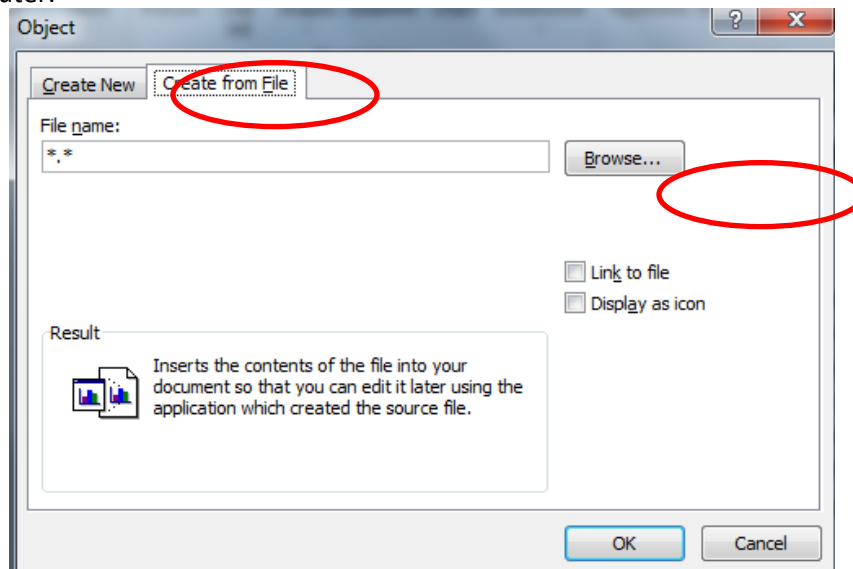 Object
Create New Create from File
File name:
*.* Browse...
Link to file
Display as icon
Result
Inserts the contents of the file into your
document so that you can edit it later using the
application which created the source file.
OK Cancel